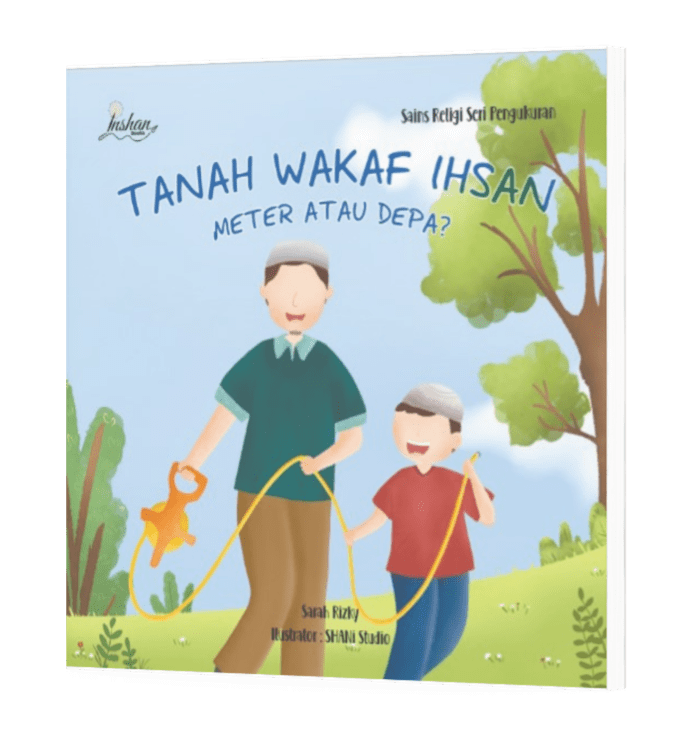 Inshan
Sains Religi Seri Pengukuran
TANAH WAKAF IHSAN
METER ATAU DEPA?
Sarah Rizky
Ilustrator : SHANI Studio